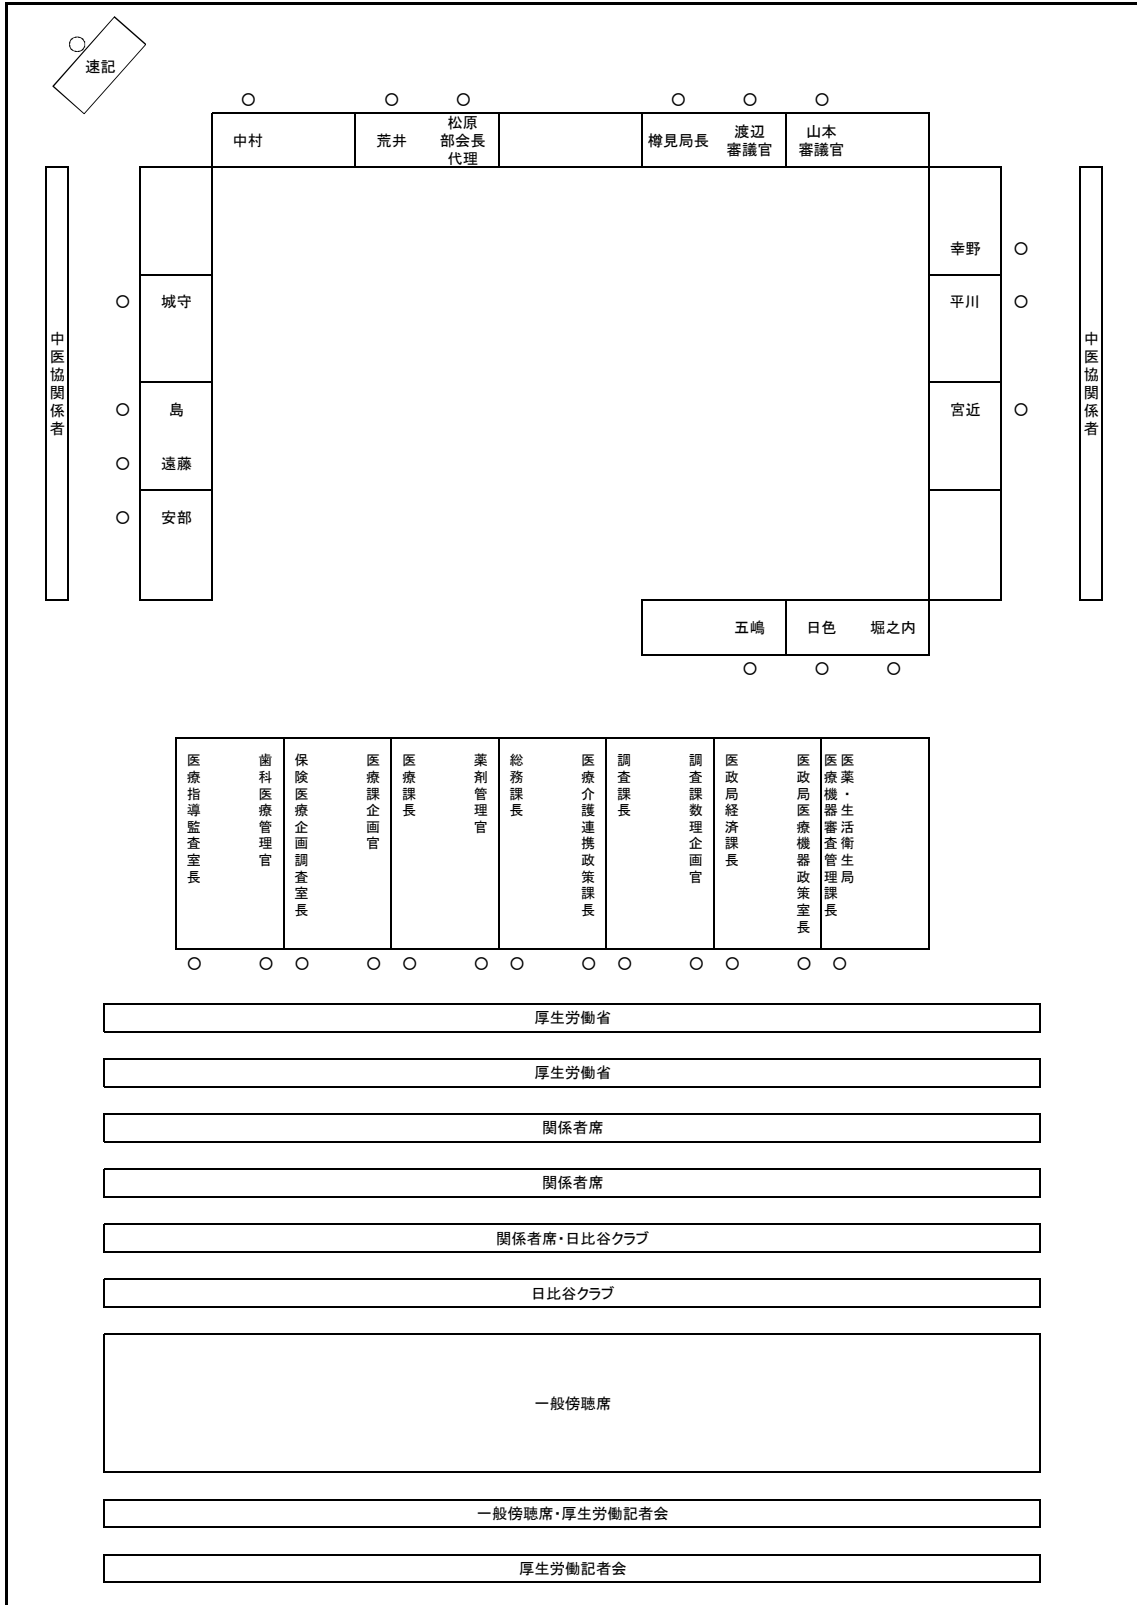 速記
中村
荒井
松原
部会長
代理
樽見局長
渡辺
審議官
山本
審議官
中医協関係者
城守
島
遠藤
安部
幸野
平川
宮近
中医協関係者
五嶋
日色
堀之内
医療指導監査室長
歯科医療管理官
保険医療企画調査室長
医療課企画官
医療課長
薬剤管理官
総務課長
医療介護連携政策課長
調査課長
調査課数理企画官
医政局経済課長
医政局医療機器政策室長
医薬・生活衛生局
医療機器審査管理課長
厚生労働省
厚生労働省
関係者席
関係者席
関係者席・日比谷クラブ
日比谷クラブ
一般傍聴席
一般傍聴席・厚生労働記者会
厚生労働記者会